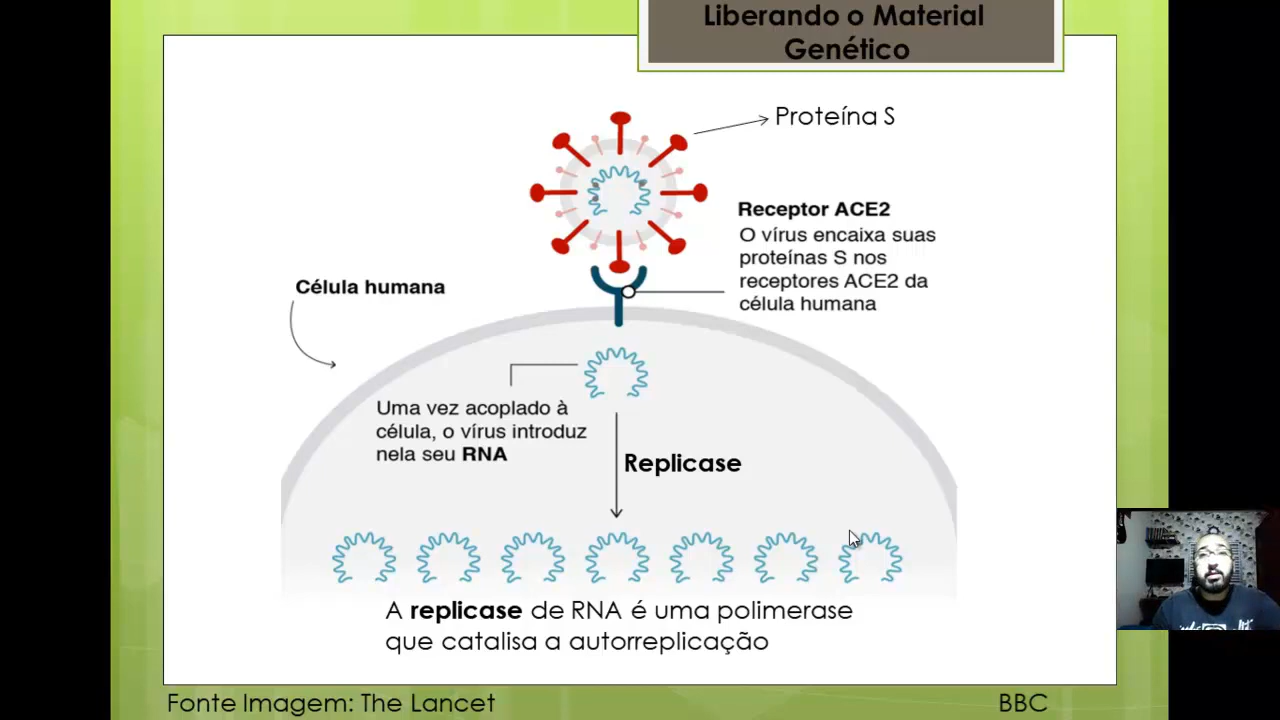 Liberando o Material
Genético
Proteína S
Receptor ACE2
O vírus encaixa suas
proteínas S nos
receptores ACE2 da
célula humana
Célula humana
Uma vez acoplado à
célula, o vírus introduz
nela seu RNA
Replicase
A replicase de RNA é uma polimerase
que catalisa a autorreplicação
Fonte Imagem: The Lancet
BBC